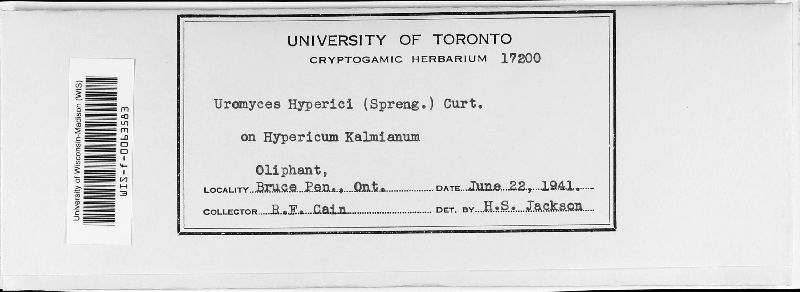 UNIVERSITY OF TORONTO
CRYPTOGAMIC HERBARIUM 17200
Uromyces Hyperici (Spreng.) Curt.
on Hypericum Kalmianum
Oliphant,
LOCALITY Bruce Pen., Ont. DATE June 22, 1941.
COLLECTOR R.F. Cain DET. BY H.S. Jackson
University of Wisconsin-Madison (WIS)
WIS-f-0063563